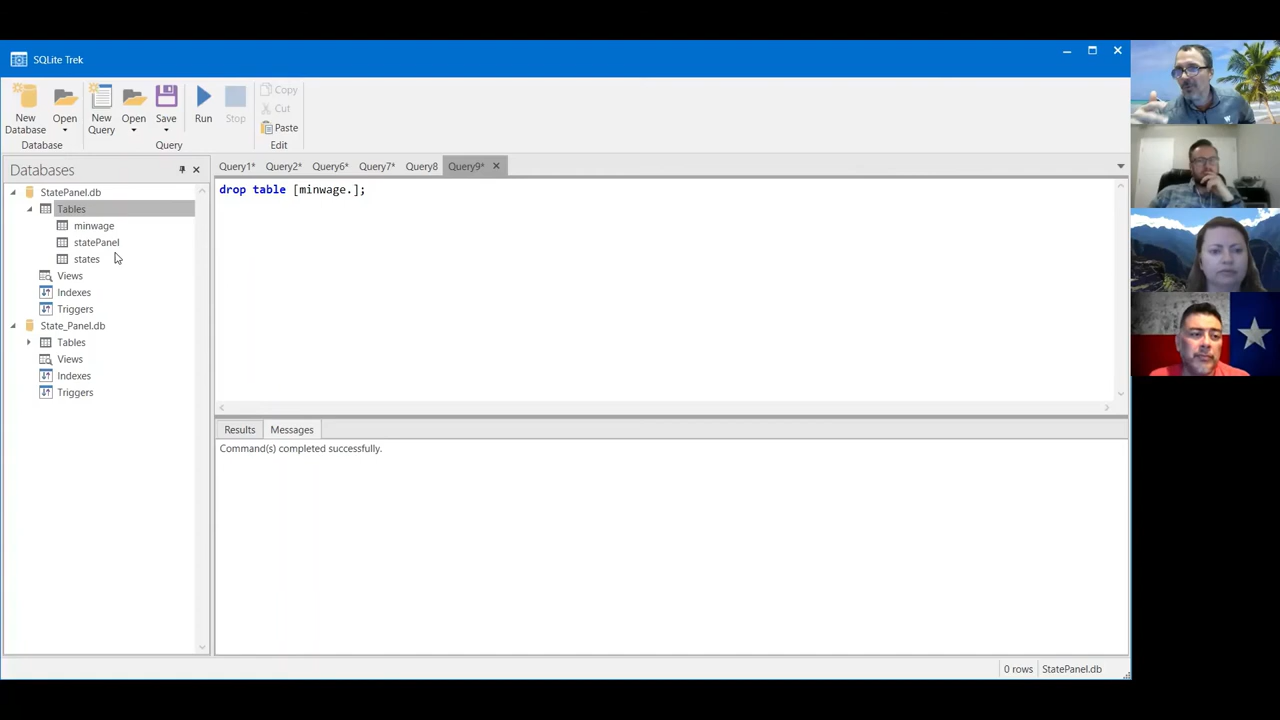 SQLite Trek
New Database
Open
New Query
Open
Save
Run
Stop
Copy
Cut
Paste
Database
Query
Edit
Databases
StatePanel.db
Tables
minwage
statePanel
states
Views
Indexes
Triggers
State_Panel.db
Tables
Views
Indexes
Triggers
Query1* Query2* Query6* Query7* Query8 Query9*
drop table [minwage.];
Results Messages
Command(s) completed successfully.
0 rows StatePanel.db